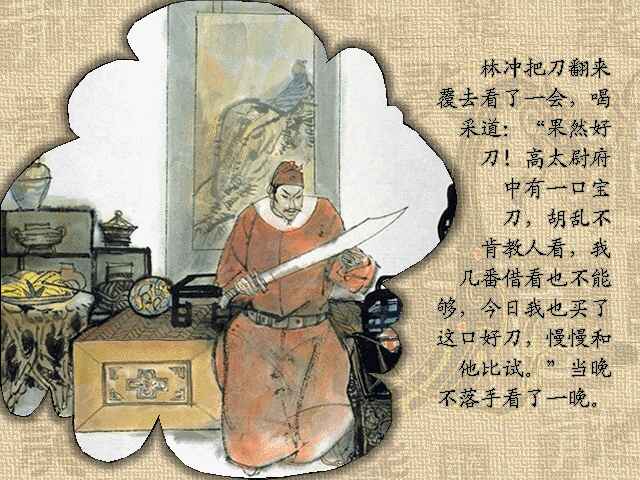 林冲把刀翻来
覆去看了一会，喝
采道：“果然好
刀！高太尉府
中有一口宝
刀，胡乱不
肯教人看，我
几番借看也不能
够，今日我也买了
这口好刀，慢慢和
他比试。”当晚
不落手看了一晚。